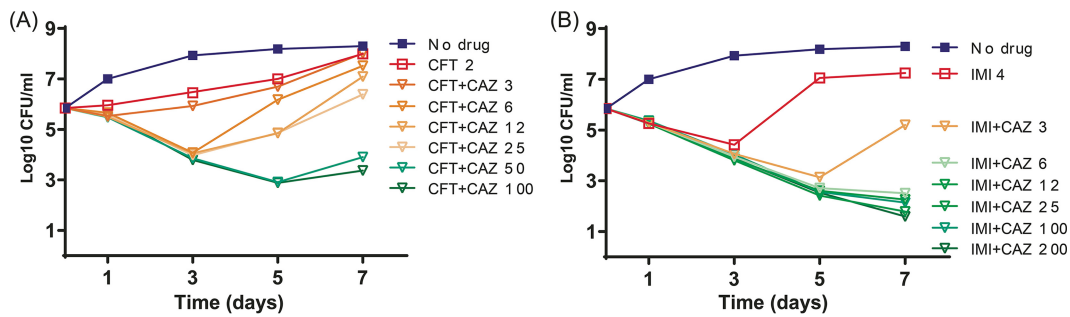 (A)
9
7
5
3
1
Log10 CFU/ml
1 3 5 7
Time (days)
No drug
CFT 2
CFT+CAZ 3
CFT+CAZ 6
CFT+CAZ 12
CFT+CAZ 25
CFT+CAZ 50
CFT+CAZ 100
(B)
9
7
5
3
1
Log10 CFU/ml
1 3 5 7
Time (days)
No drug
IMI 4
IMI+CAZ 3
IMI+CAZ 6
IMI+CAZ 12
IMI+CAZ 25
IMI+CAZ 100
IMI+CAZ 200